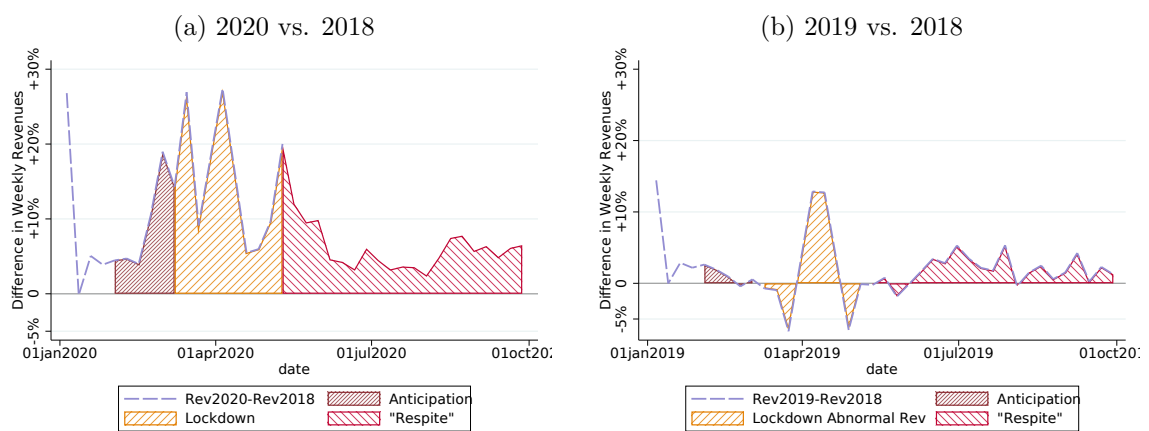 (a) 2020 vs. 2018
Difference in Weekly Revenues
+30%
+20%
+10%
0
-5%
01jan2020
01apr2020
01jul2020
01oct202
date
Rev2020-Rev2018
Anticipation
Lockdown
"Respite"
(b) 2019 vs. 2018
Difference in Weekly Revenues
+30%
+20%
+10%
0
-5%
01jan2019
01apr2019
01jul2019
01oct201
date
Rev2019-Rev2018
Anticipation
Lockdown Abnormal Rev
"Respite"